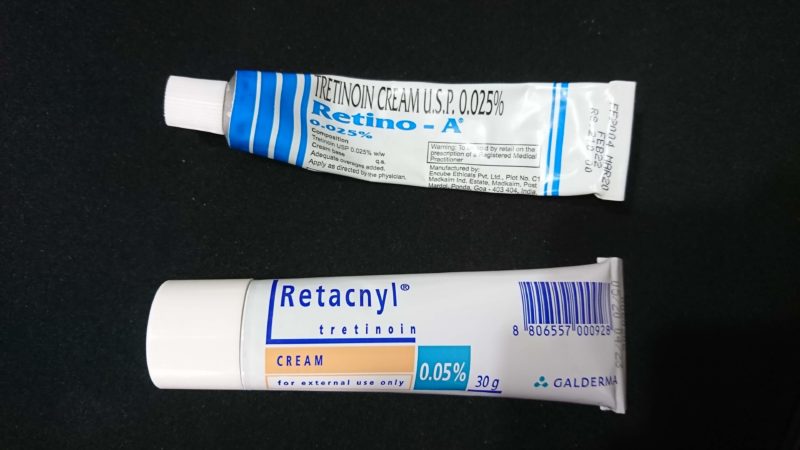 TRETINOIN CREAM U.S.P. 0.025%
Retino - A®
0.025%
Composition
Tretinoin USP 0.025% w/w
Cream base q.s.
Adequate overages added.
Apply as directed by the physician.
Warning: To be sold by retail on the
prescription of a Registered Medical
Practitioner
Manufactured by:
Encube Ethicals Pvt. Ltd., Plot No. C1
Madkaim Ind. Estate, Madkaim, Post
Mardol, Ponda, Goa - 403 404, India.
MAR20
FEB22
Retacnyl®
tretinoin
CREAM
for external use only
0.05%
30 g
8 806557 000928
GALDERMA